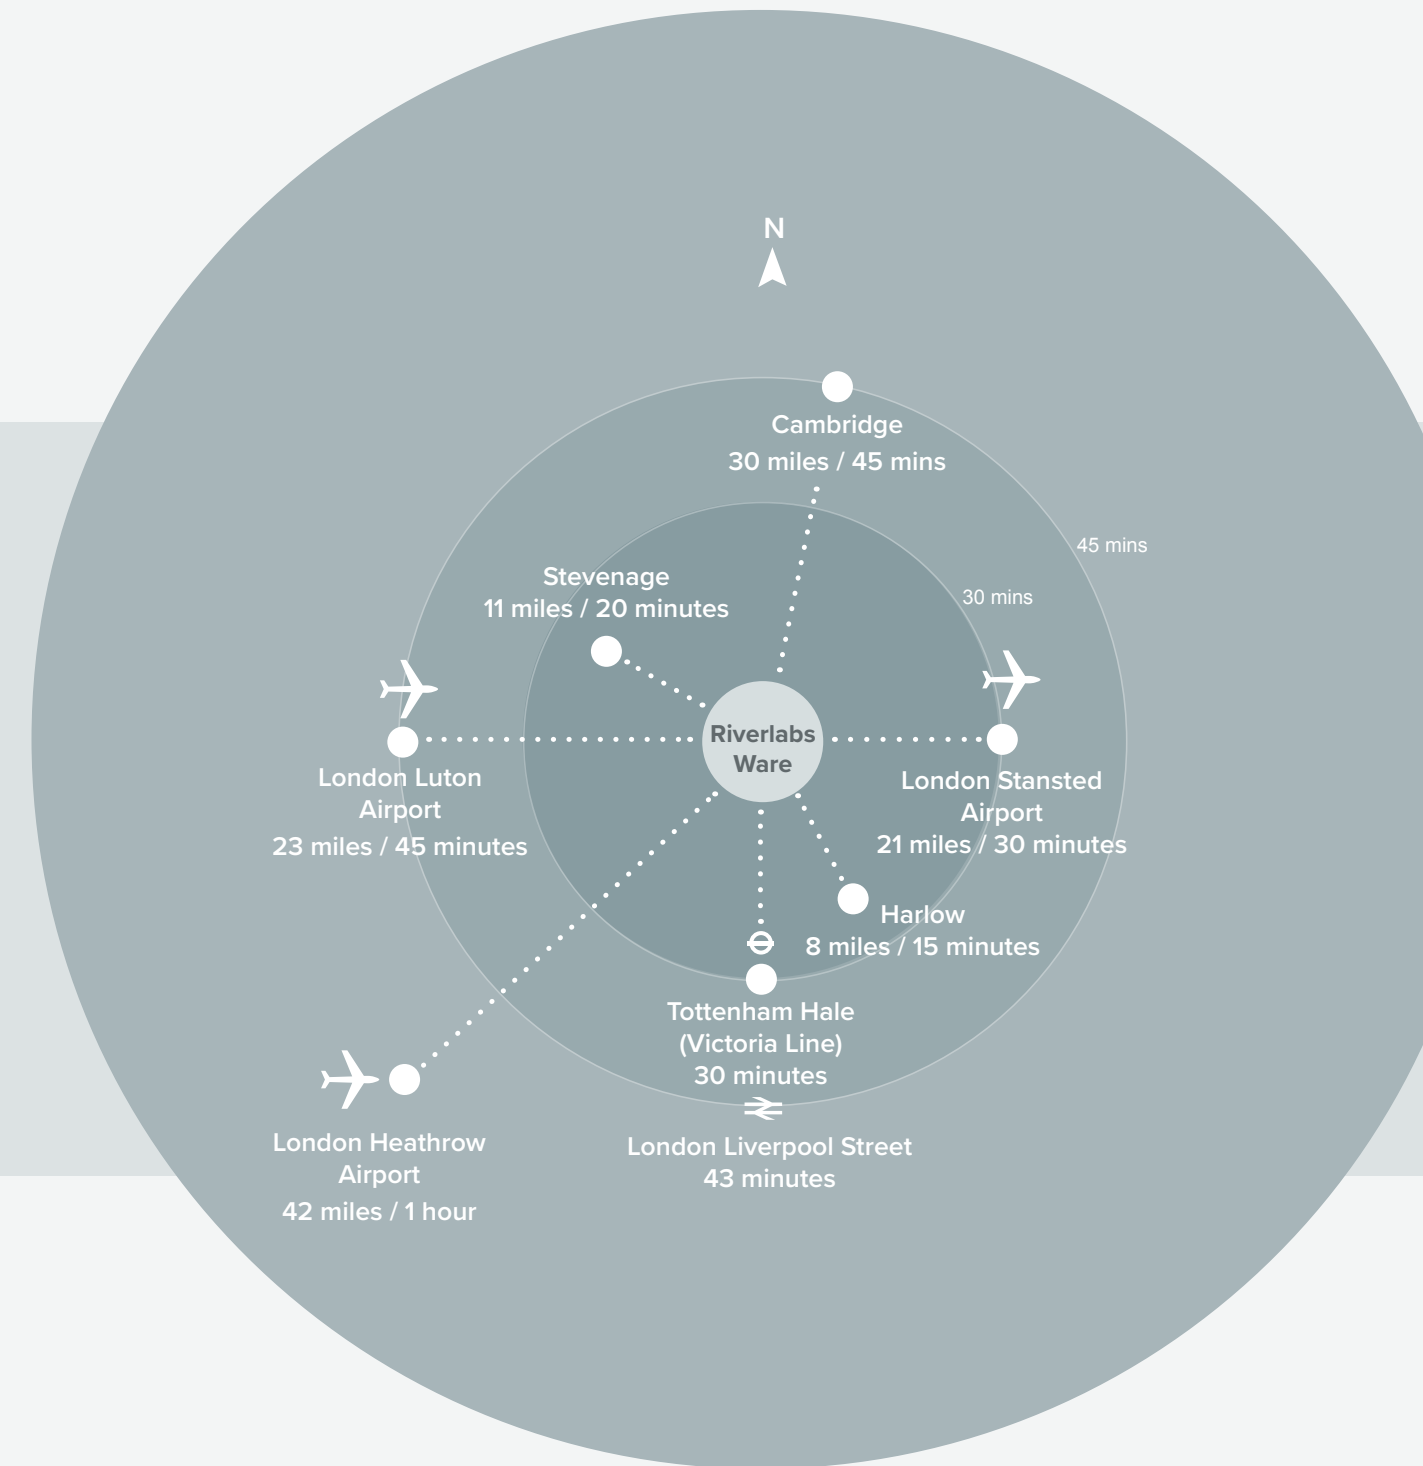 N
Cambridge
30 miles / 45 mins
45 mins
Stevenage
11 miles / 20 minutes
30 mins
Riverlabs
Ware
London Luton
Airport
23 miles / 45 minutes
London Stansted
Airport
21 miles / 30 minutes
Harlow
8 miles / 15 minutes
Tottenham Hale
(Victoria Line)
30 minutes
London Heathrow
Airport
42 miles / 1 hour
London Liverpool Street
43 minutes